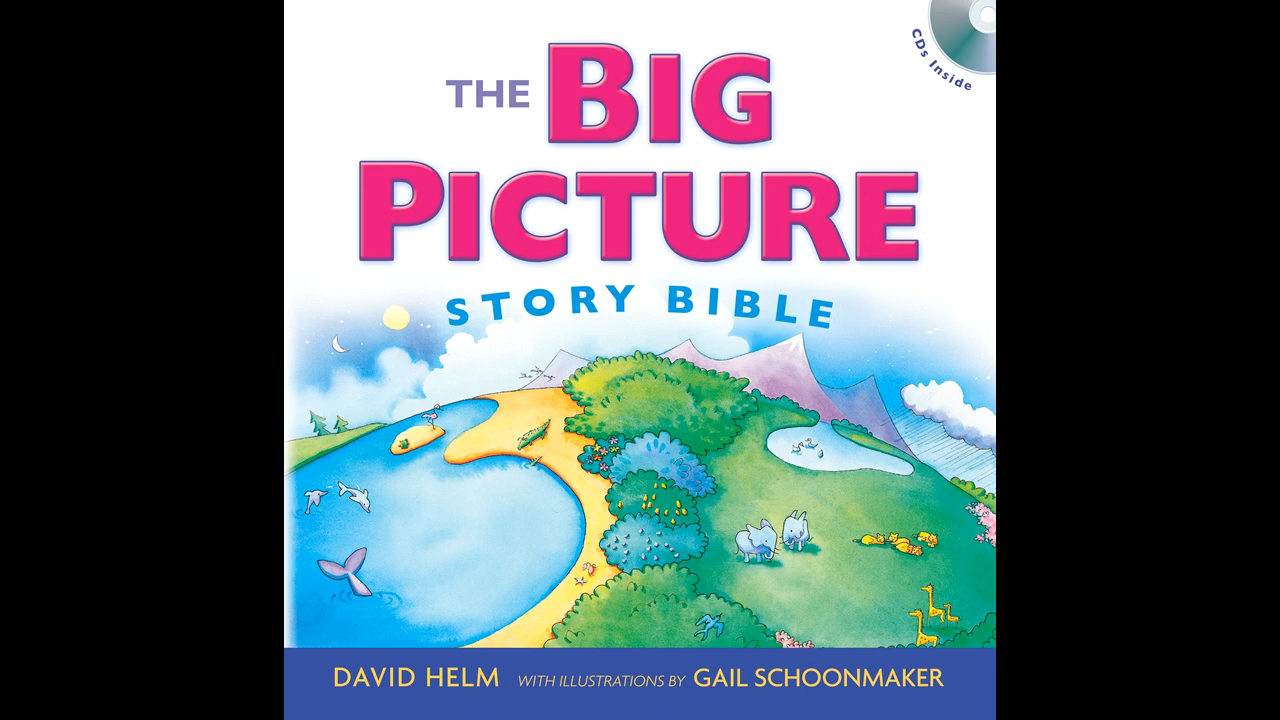 CDs Inside
THE BIG
PICTURE
STORY BIBLE
DAVID HELM WITH ILLUSTRATIONS BY GAIL SCHOONMAKER